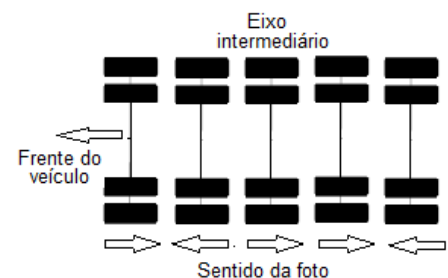 Eixo
intermediário
Frente do
veículo
Sentido da foto